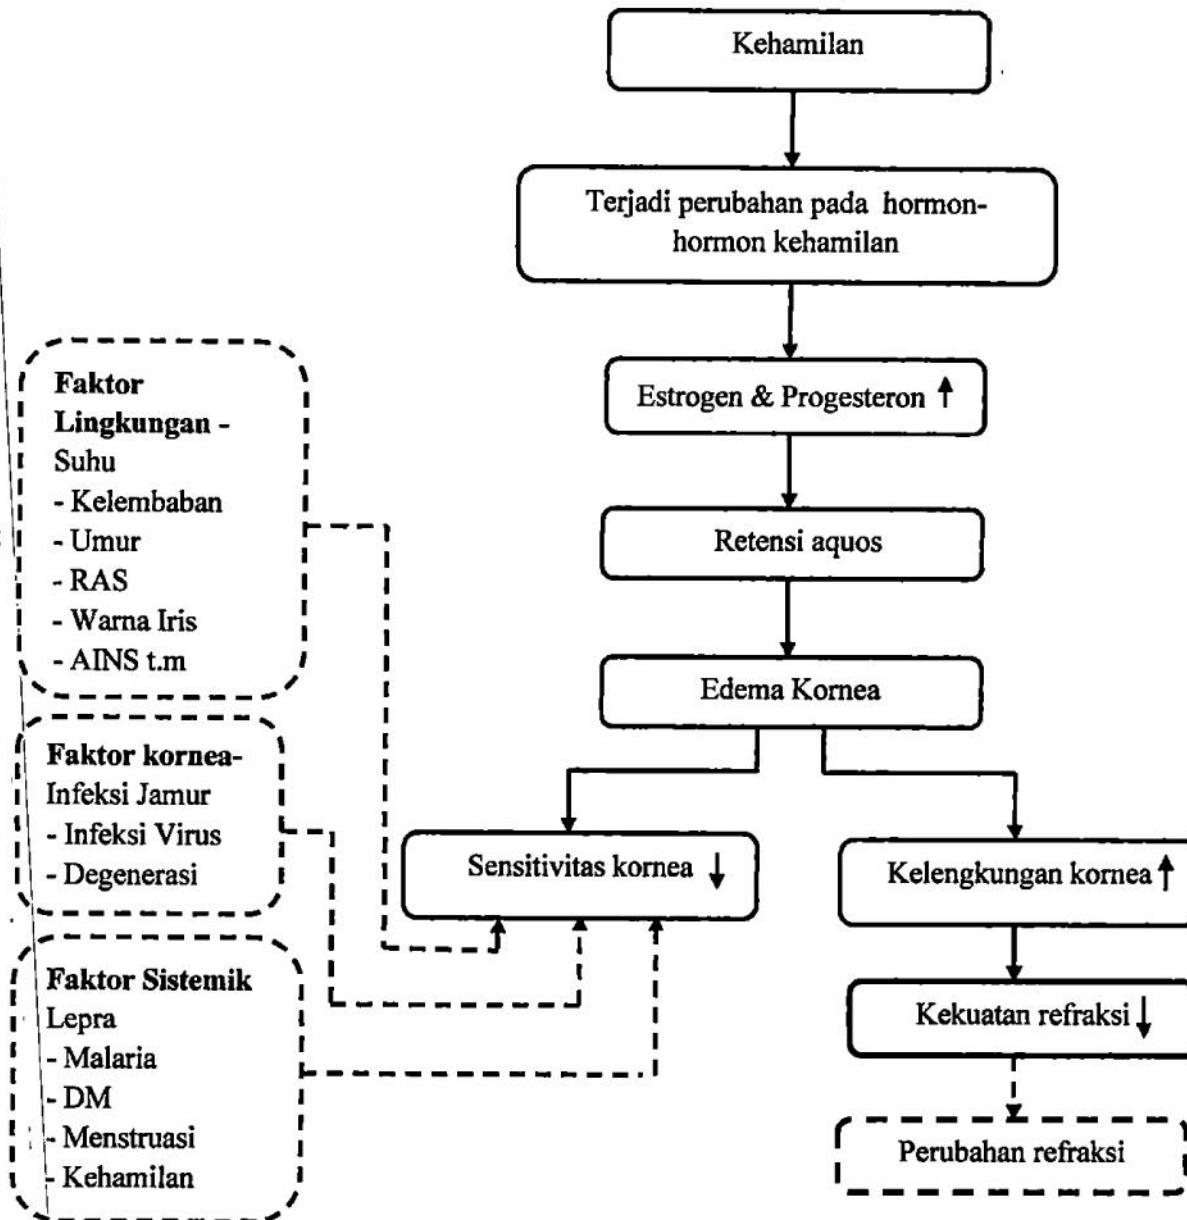 Kehamilan
Terjadi perubahan pada hormon-
hormon kehamilan
Estrogen & Progesteron ↑
Retensi aquos
Edema Kornea
Sensitivitas kornea ↓
Kelengkungan kornea ↑
Kekuatan refraksi ↓
Perubahan refraksi
Faktor
Lingkungan -
Suhu
- Kelembaban
- Umur
- RAS
- Warna Iris
- AINS t.m
Faktor kornea-
Infeksi Jamur
- Infeksi Virus
- Degenerasi
Faktor Sistemik
Lepra
- Malaria
- DM
- Menstruasi
- Kehamilan